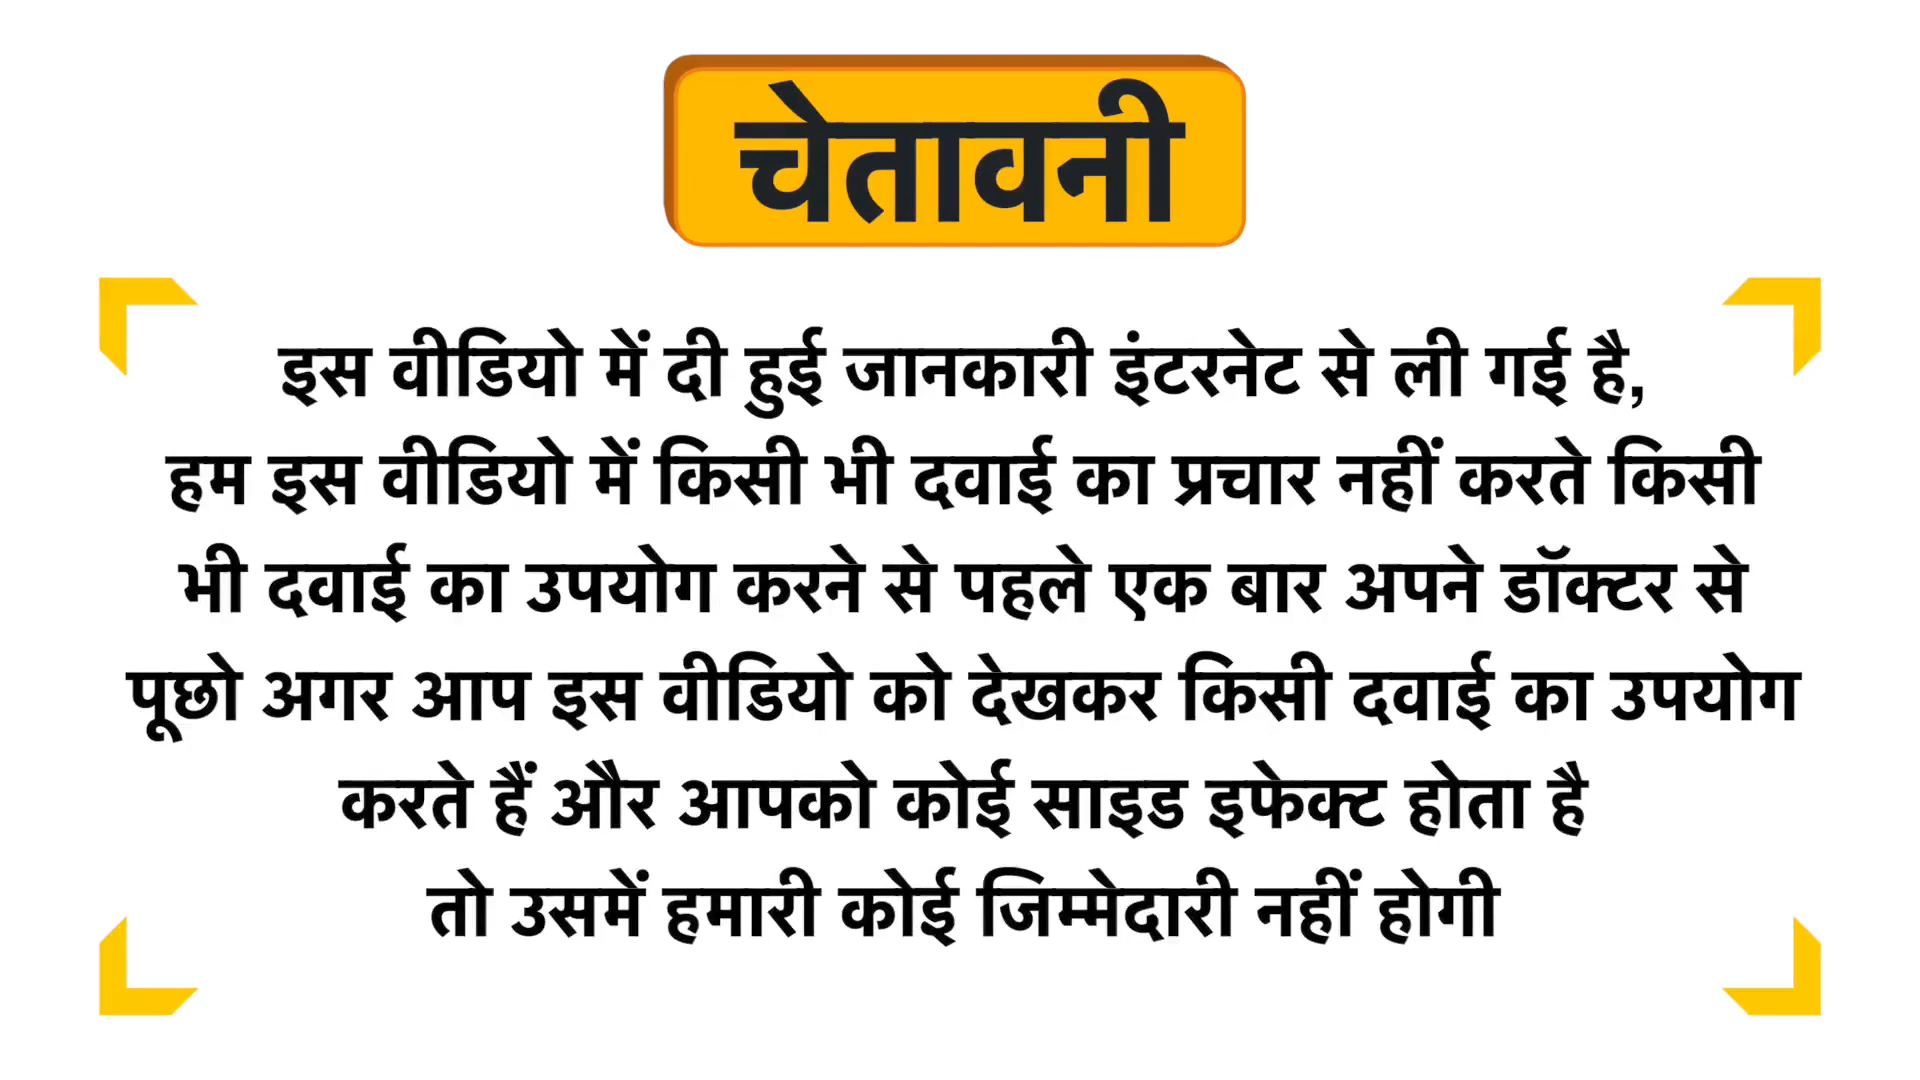 चेतावनी
इस वीडियो में दी हुई जानकारी इंटरनेट से ली गई है,
हम इस वीडियो में किसी भी दवाई का प्रचार नहीं करते किसी
भी दवाई का उपयोग करने से पहले एक बार अपने डॉक्टर से
पूछो अगर आप इस वीडियो को देखकर किसी दवाई का उपयोग
करते हैं और आपको कोई साइड इफेक्ट होता है
तो उसमें हमारी कोई जिम्मेदारी नहीं होगी